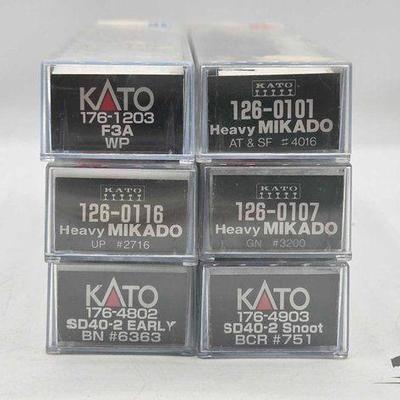 KATO
176-1203
F3A
WP
KATO
126-0101
Heavy MIKADO
AT & SF #4016
KATO
126-0116
Heavy MIKADO
UP #2716
KATO
126-0107
Heavy MIKADO
GN #3200
KATO
176-4802
SD40-2 EARLY
BN #6363
KATO
176-4903
SD40-2 Snoot
BCR #751